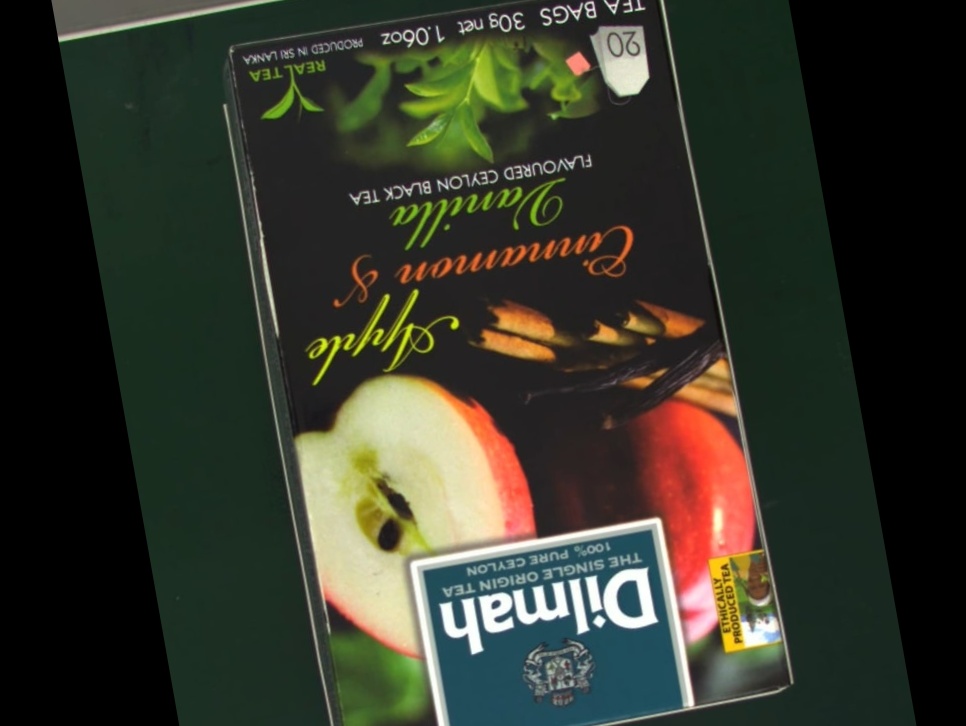 Dilmah
THE SINGLE ORIGIN TEA
100% PURE CEYLON
ETHICALLY
PRODUCED TEA
Apple
Cinnamon &
Vanilla
FLAVOURED CEYLON BLACK TEA
20
TEA BAGS 30g net 1.06oz
REAL TEA
PRODUCED IN SRI LANKA